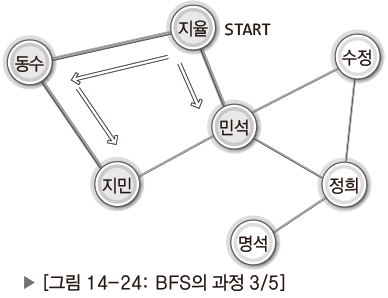 지율 START
동수
수정
민석
지민
정희
명석
▶ [그림 14-24: BFS의 과정 3/5]